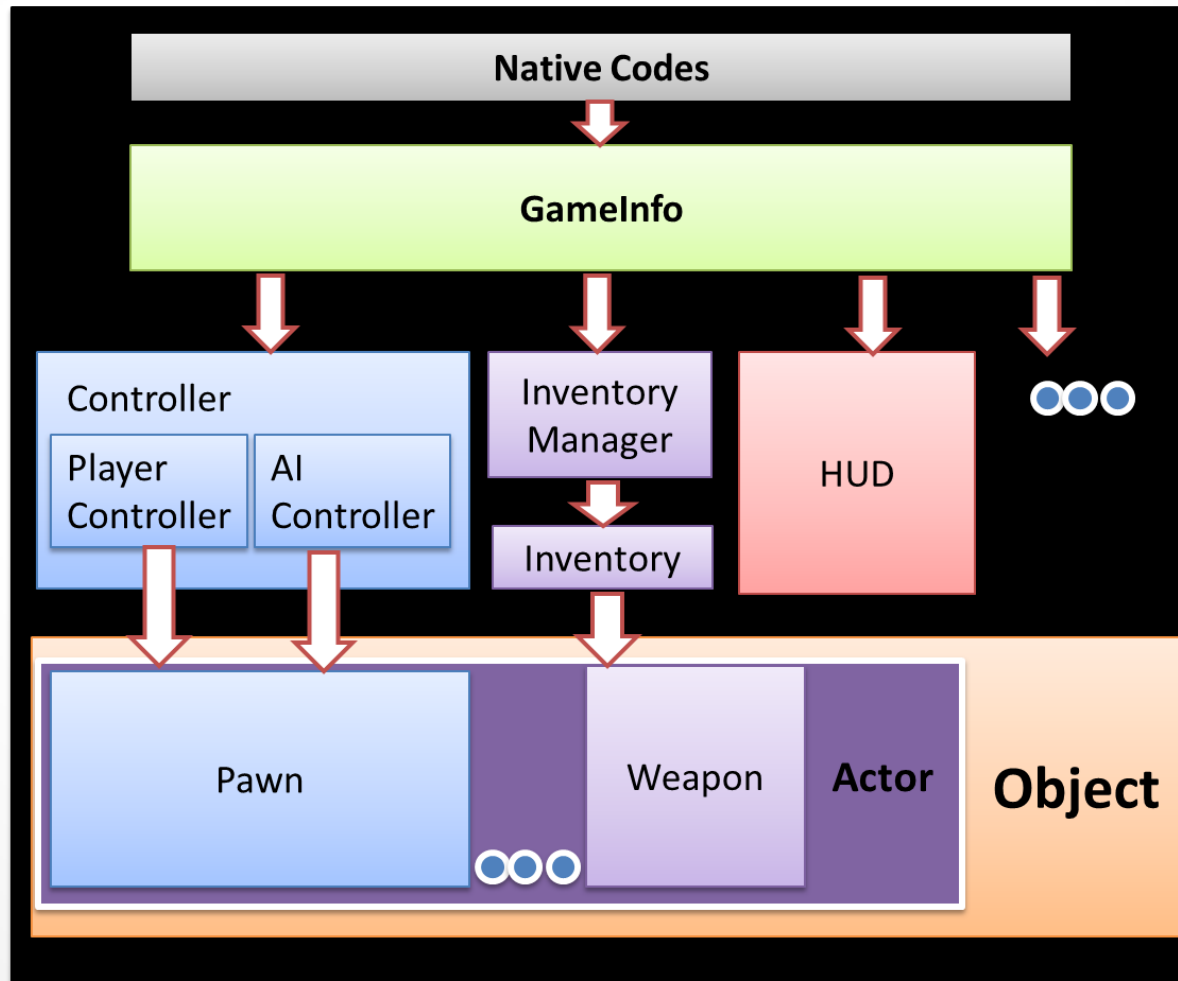 Native Codes
GameInfo
Controller
Player
Controller
AI
Controller
Inventory
Manager
Inventory
HUD
Pawn
Weapon
Actor
Object